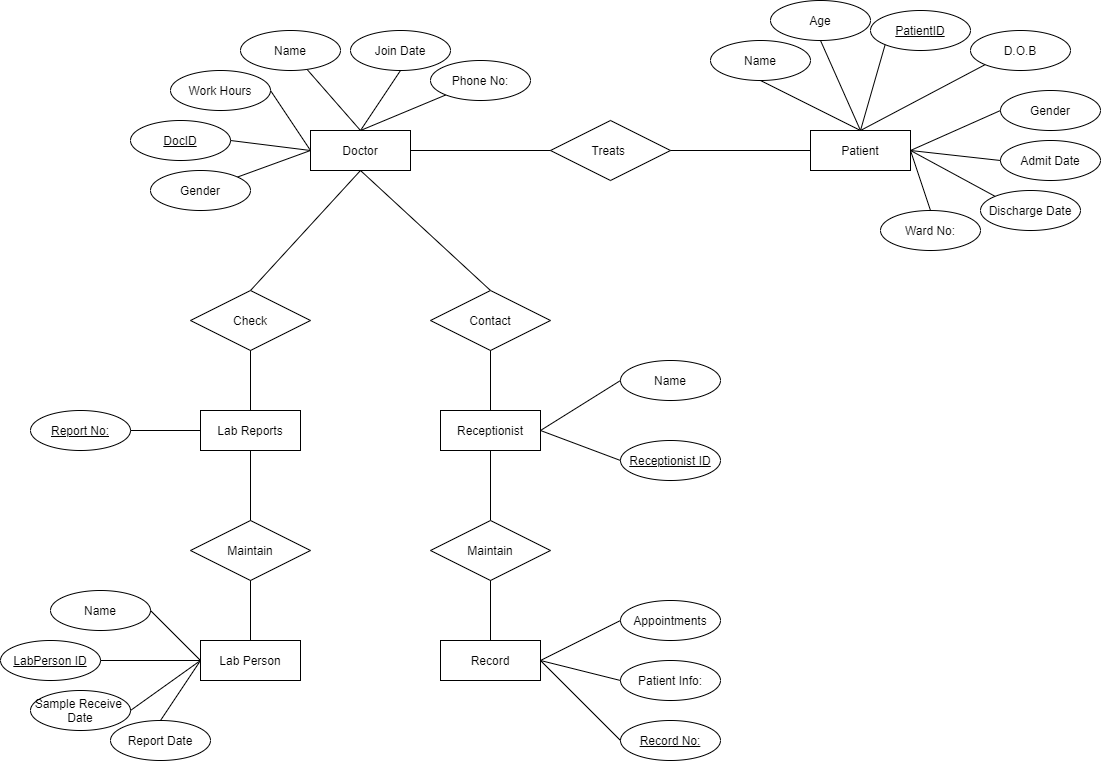 Age
PatientID
Name
Join Date
D.O.B
Name
Phone No:
Work Hours
Gender
DocID
Doctor
Treats
Patient
Admit Date
Gender
Discharge Date
Ward No:
Check
Contact
Name
Report No:
Lab Reports
Receptionist
Receptionist ID
Maintain
Maintain
Name
Appointments
LabPerson ID
Lab Person
Record
Patient Info:
Sample Receive
Date
Report Date
Record No: